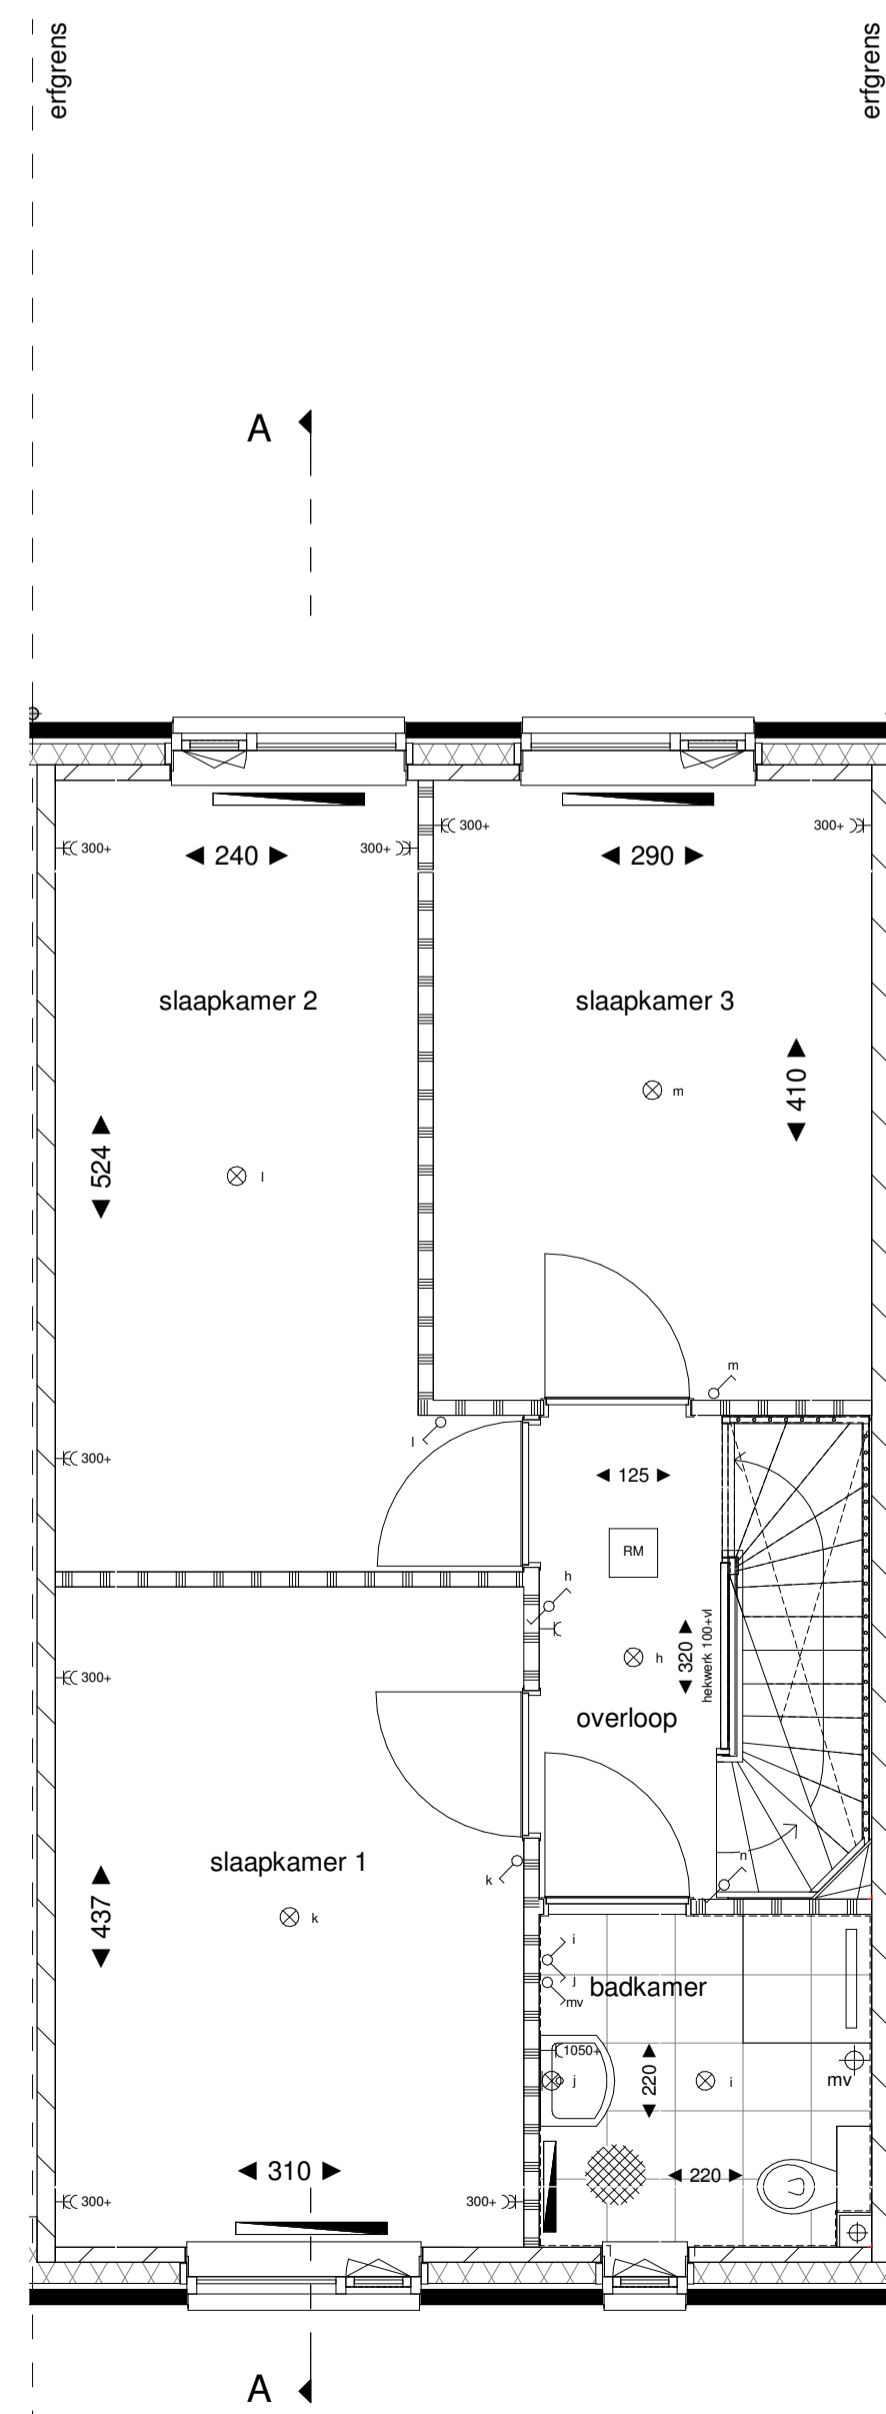 erfgrens
erfgrens
A
300+
300+
300+
300+
240
290
slaapkamer 2
slaapkamer 3
m
410
524
l
m
l
300+
125
RM
h
300+
h
320
hekwerk 100+vl
overloop
slaapkamer 1
n
k
k
437
i
j
mv
badkamer
1050+
220
j
i
mv
310
220
300+
300+
A